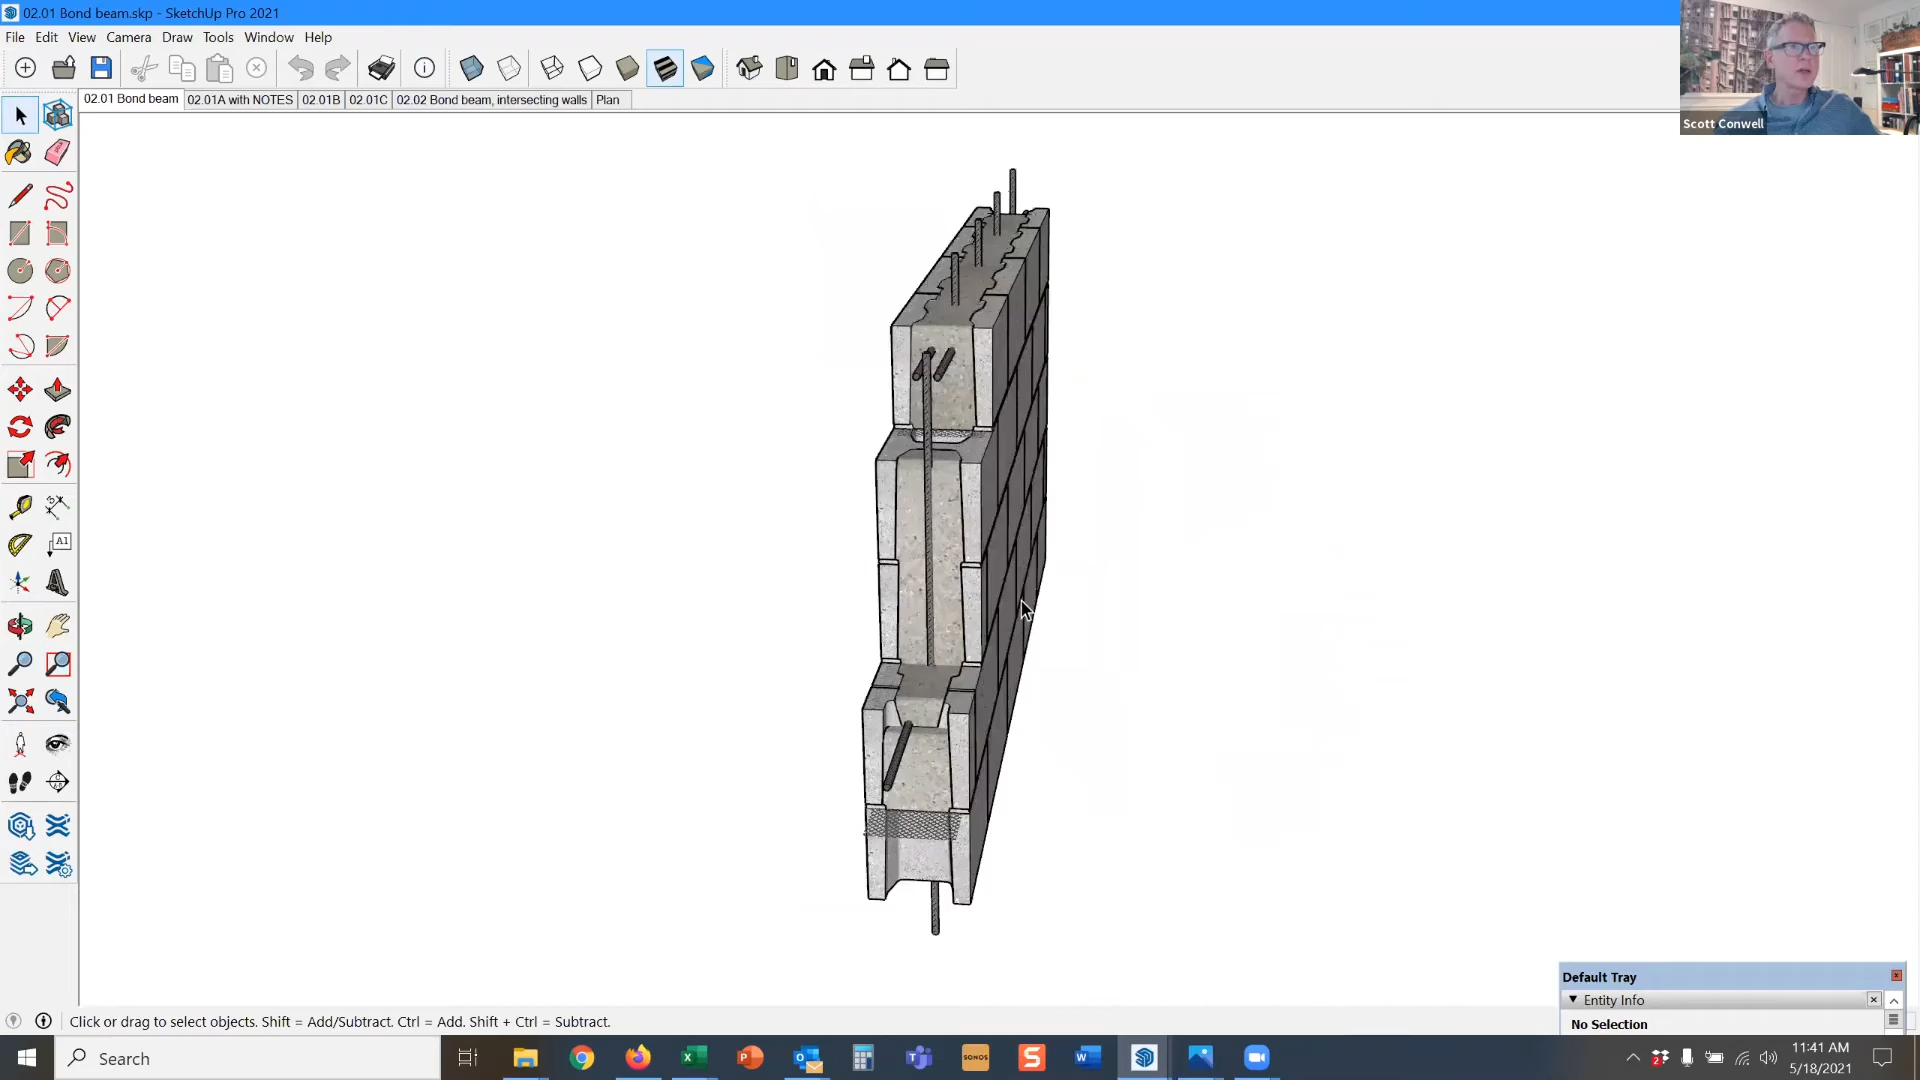 02.01 Bond beam.skp - SketchUp Pro 2021
File Edit View Camera Draw Tools Window Help
02.01 Bond beam 02.01A with NOTES 02.01B 02.01C 02.02 Bond beam, intersecting walls Plan
Scott Conwell
A1
Default Tray
Entity Info
No Selection
Click or drag to select objects. Shift = Add/Subtract. Ctrl = Add. Shift + Ctrl = Subtract.
Search
SONOS
11:41 AM
5/18/2021